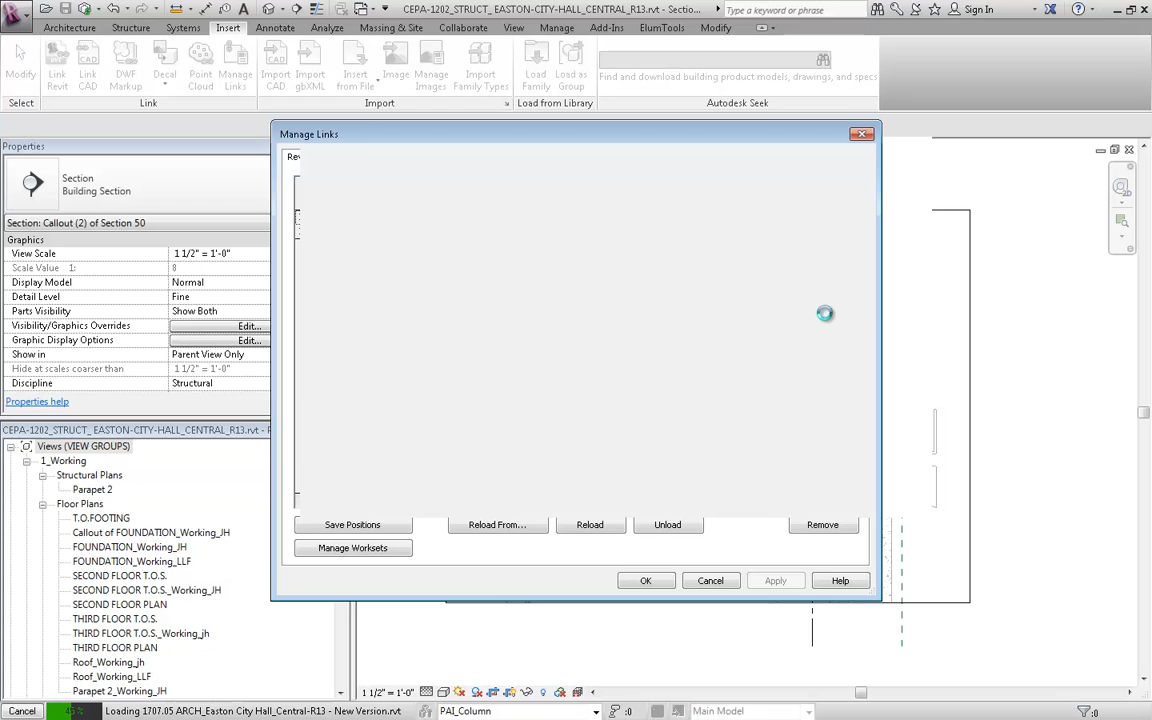 CEPA-1202_STRUCT_EASTON-CITY-HALL_CENTRAL_R13.rvt - Sectio...
Type a keyword or phrase
Sign In
Architecture Structure Systems Insert Annotate Analyze Massing & Site Collaborate View Manage Add-Ins ElumTools Modify
Modify
Link Revit
Link CAD
DWF Markup
Decal
Point Cloud
Manage Links
Import CAD
Import gbXML
Insert from File
Image
Manage Images
Import Family Types
Load Family
Load as Group
Find and download building product models, drawings, and specs
Select Link Import Load from Library Autodesk Seek
Properties
Section
Building Section
Section: Callout (2) of Section 50
Graphics
View Scale 1 1/2" = 1'-0"
Scale Value 1: 8
Display Model Normal
Detail Level Fine
Parts Visibility Show Both
Visibility/Graphics Overrides Edit...
Graphic Display Options Edit...
Show in Parent View Only
Hide at scales coarser than 1 1/2" = 1'-0"
Discipline Structural
Properties help
CEPA-1202_STRUCT_ EASTON-CITY-HALL_CENTRAL_R13.rvt - P
Views (VIEW GROUPS)
1_Working
Structural Plans
Parapet 2
Floor Plans
T.O.FOOTING
Callout of FOUNDATION_Working_JH
FOUNDATION_Working_JH
FOUNDATION_Working_LLF
SECOND FLOOR T.O.S.
SECOND FLOOR T.O.S._Working_JH
SECOND FLOOR PLAN
THIRD FLOOR T.O.S.
THIRD FLOOR T.O.S._Working_jh
THIRD FLOOR PLAN
Roof_Working_jh
Roof_Working_LLF
Parapet 2_Working_JH
Manage Links
Rev
Save Positions Reload From... Reload Unload Remove
Manage Worksets
OK Cancel Apply Help
1 1/2" = 1'-0"
Cancel Loading 1707.05 ARCH_Easton City Hall_Central-R13 - New Version.rvt PAI_Column :0 Main Model :0